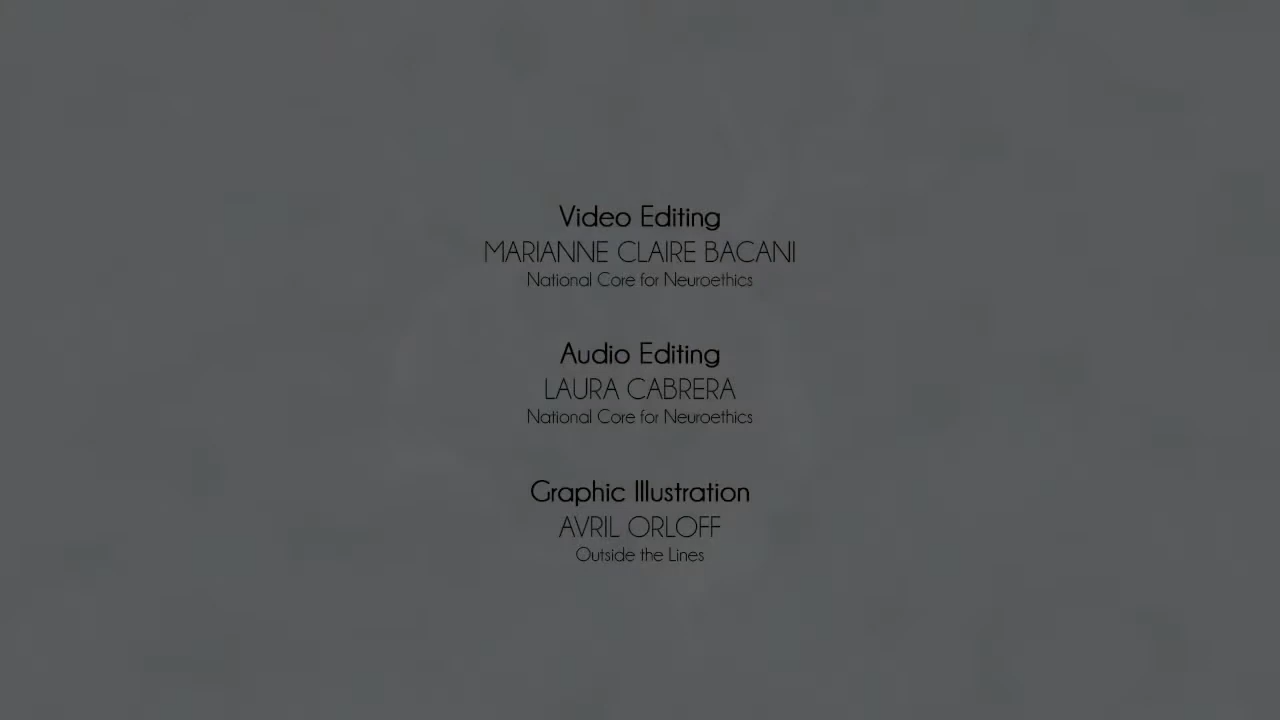 Video Editing
MARIANNE CLAIRE BACANI
National Core for Neuroethics
Audio Editing
LAURA CABRERA
National Core for Neuroethics
Graphic Illustration
AVRIL ORLOFF
Outside the Lines